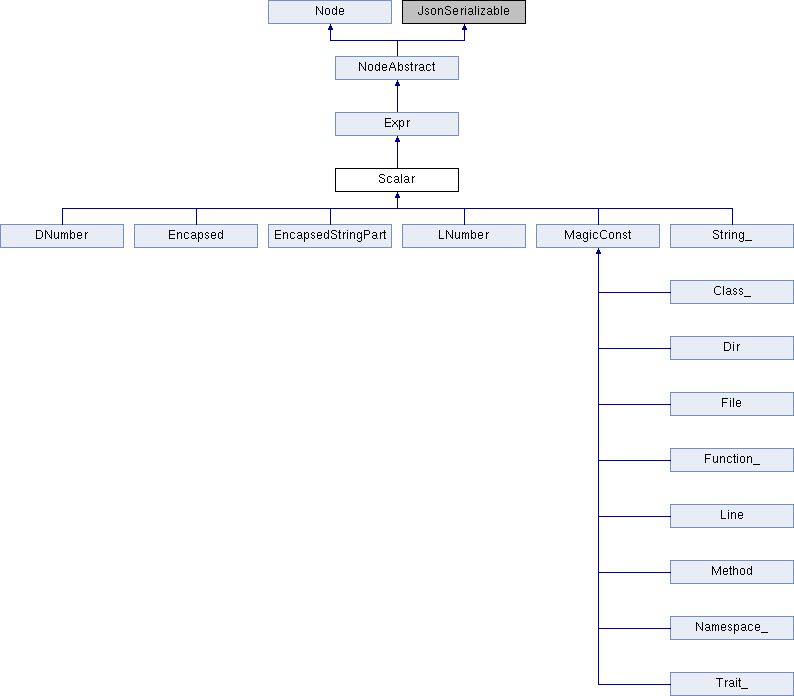 Node JsonSerializable
NodeAbstract
Expr
Scalar
DNumber Encapsed EncapsedStringPart LNumber MagicConst String_
Class_
Dir
File
Function_
Line
Method
Namespace_
Trait_